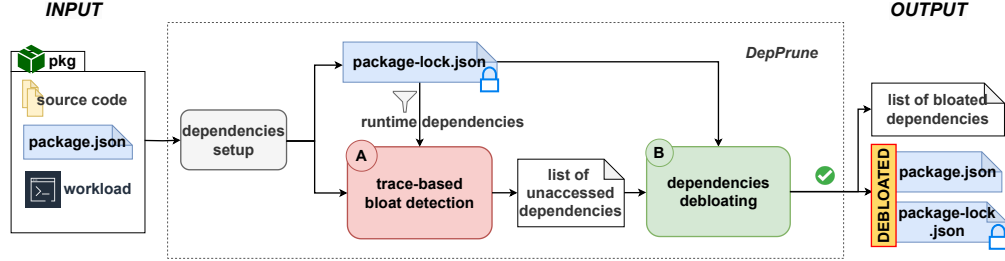 INPUT
OUTPUT
pkg
source code
package.json
workload
dependencies
setup
package-lock.json
runtime dependencies
DepPrune
A
trace-based
bloat detection
list of
unaccessed
dependencies
B
dependencies
debloating
list of bloated
dependencies
DEBLOATED
package.json
package-lock
.json